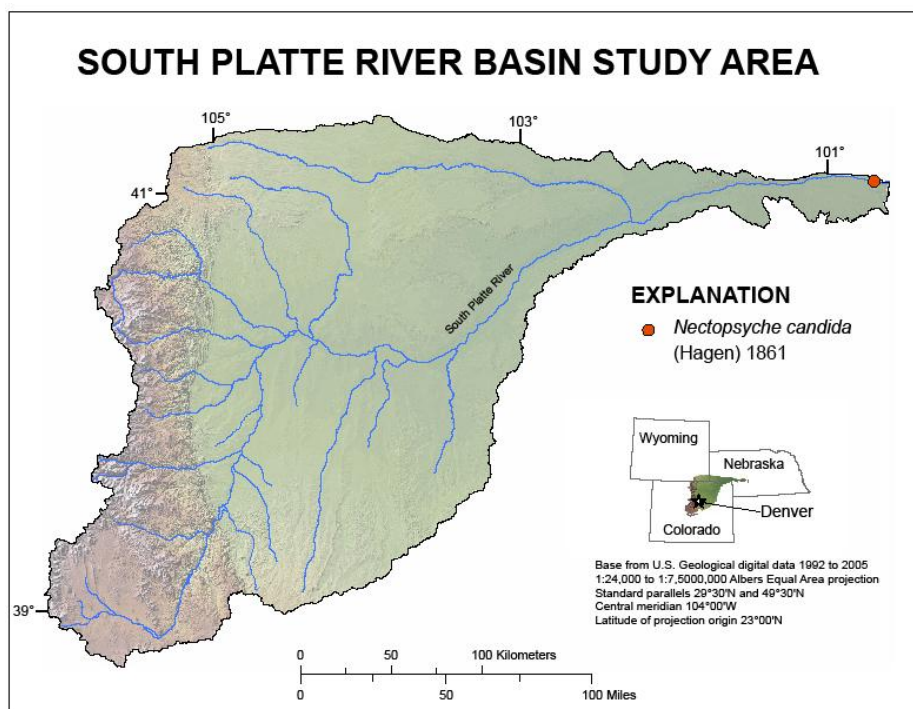 SOUTH PLATTE RIVER BASIN STUDY AREA
105°
103°
101°
41°
South Platte River
EXPLANATION
Nectopsyche candida
(Hagen) 1861
Wyoming
Nebraska
Denver
Colorado
Base from U.S. Geological digital data 1992 to 2005
1:24,000 to 1:7,5000,000 Albers Equal Area projection
Standard parallels 29°30'N and 49°30'N
Central meridian 104°00'W
Latitude of projection origin 23°00'N
39°
0 50 100 Kilometers
0 50 100 Miles